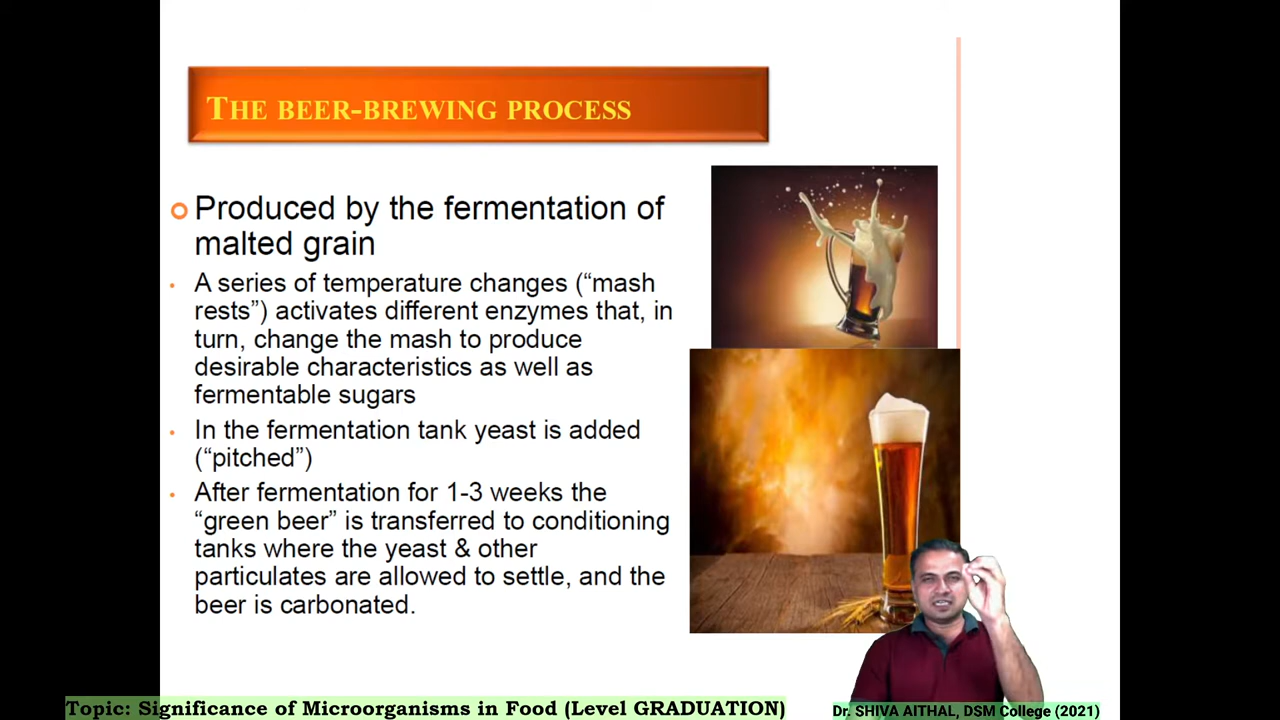 THE BEER-BREWING PROCESS
Produced by the fermentation of
malted grain
A series of temperature changes (“mash
rests”) activates different enzymes that, in
turn, change the mash to produce
desirable characteristics as well as
fermentable sugars
In the fermentation tank yeast is added
(“pitched”)
After fermentation for 1-3 weeks the
“green beer” is transferred to conditioning
tanks where the yeast & other
particulates are allowed to settle, and the
beer is carbonated.
Topic: Significance of Microorganisms in Food (Level GRADUATION)
Dr. SHIVA AITHAL, DSM College (2021)